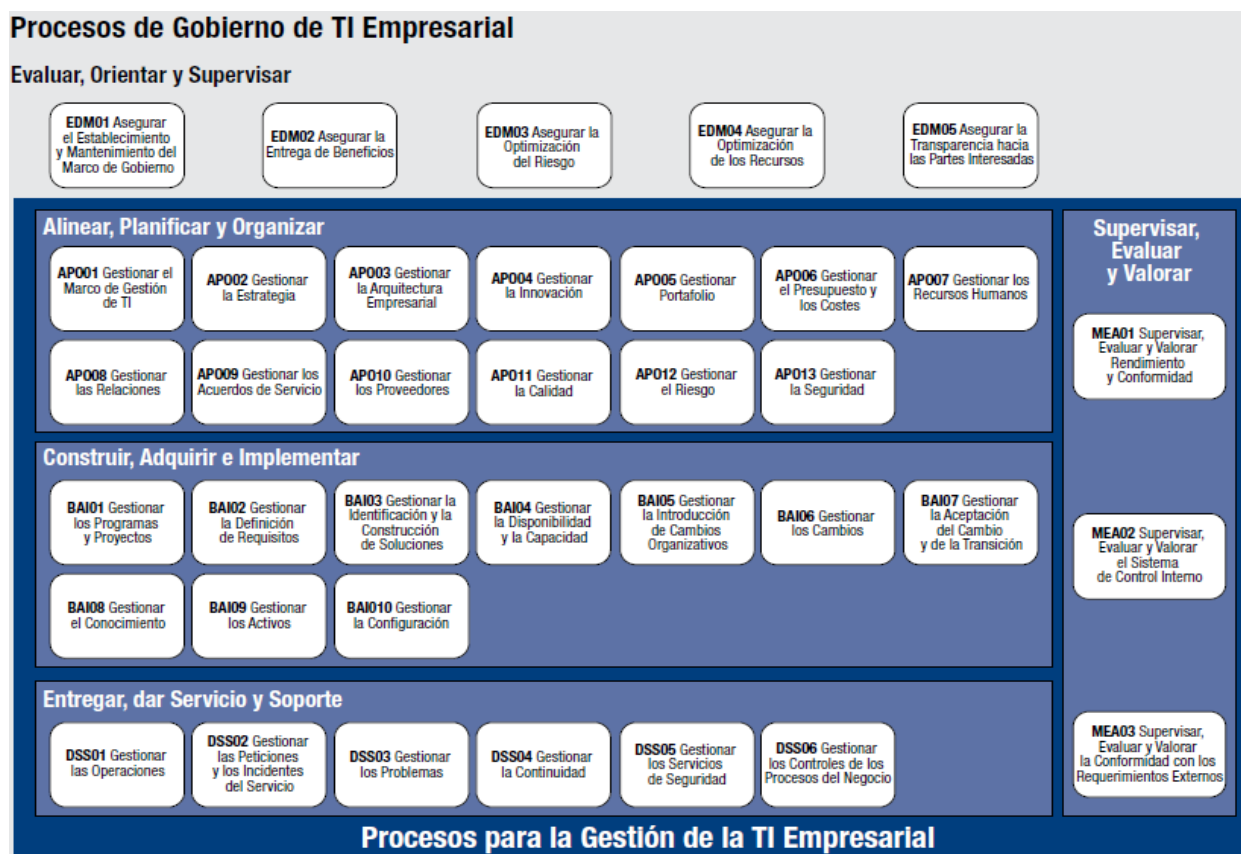 Procesos de Gobierno de TI Empresarial
Evaluar, Orientar y Supervisar
EDM01 Asegurar
el Establecimiento
y Mantenimiento del
Marco de Gobierno
EDM02 Asegurar la
Entrega de Beneficios
EDM03 Asegurar la
Optimización
del Riesgo
EDM04 Asegurar la
Optimización
de los Recursos
EDM05 Asegurar la
Transparencia hacia
las Partes Interesadas
Alinear, Planificar y Organizar
APO01 Gestionar el
Marco de Gestión
de TI
APO02 Gestionar
la Estrategia
APO03 Gestionar
la Arquitectura
Empresarial
APO04 Gestionar
la Innovación
APO05 Gestionar
Portafolio
APO06 Gestionar
el Presupuesto y
los Costes
APO07 Gestionar los
Recursos Humanos
APO08 Gestionar
las Relaciones
APO09 Gestionar los
Acuerdos de Servicio
APO10 Gestionar
los Proveedores
APO11 Gestionar
la Calidad
APO12 Gestionar
el Riesgo
APO13 Gestionar
la Seguridad
Construir, Adquirir e Implementar
BAI01 Gestionar
los Programas
y Proyectos
BAI02 Gestionar
la Definición
de Requisitos
BAI03 Gestionar la
Identificación y la
Construcción
de Soluciones
BAI04 Gestionar
la Disponibilidad
y la Capacidad
BAI05 Gestionar
la Introducción
de Cambios
Organizativos
BAI06 Gestionar
los Cambios
BAI07 Gestionar
la Aceptación
del Cambio
y de la Transición
BAI08 Gestionar
el Conocimiento
BAI09 Gestionar
los Activos
BAI010 Gestionar
la Configuración
Entregar, dar Servicio y Soporte
DSS01 Gestionar
las Operaciones
DSS02 Gestionar
las Peticiones
y los Incidentes
del Servicio
DSS03 Gestionar
los Problemas
DSS04 Gestionar
la Continuidad
DSS05 Gestionar
los Servicios
de Seguridad
DSS06 Gestionar
los Controles de los
Procesos del Negocio
Supervisar,
Evaluar
y Valorar
MEA01 Supervisar,
Evaluar y Valorar
Rendimiento
y Conformidad
MEA02 Supervisar,
Evaluar y Valorar
el Sistema
de Control Interno
MEA03 Supervisar,
Evaluar y Valorar
la Conformidad con los
Requerimientos Externos
Procesos para la Gestión de la TI Empresarial